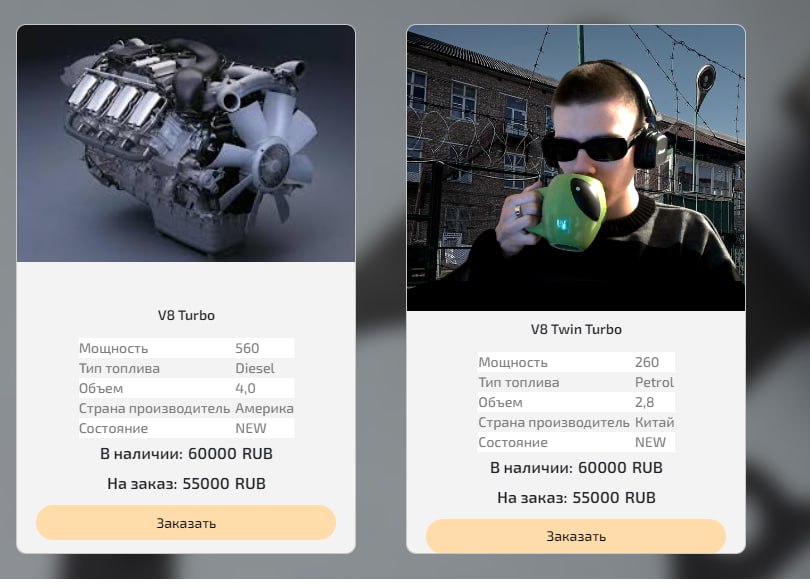 V8 Turbo
Мощность 560
Тип топлива Diesel
Объем 4,0
Страна производитель Америка
Состояние NEW
В наличии: 60000 RUB
На заказ: 55000 RUB
Заказать
V8 Twin Turbo
Мощность 260
Тип топлива Petrol
Объем 2,8
Страна производитель Китай
Состояние NEW
В наличии: 60000 RUB
На заказ: 55000 RUB
Заказать